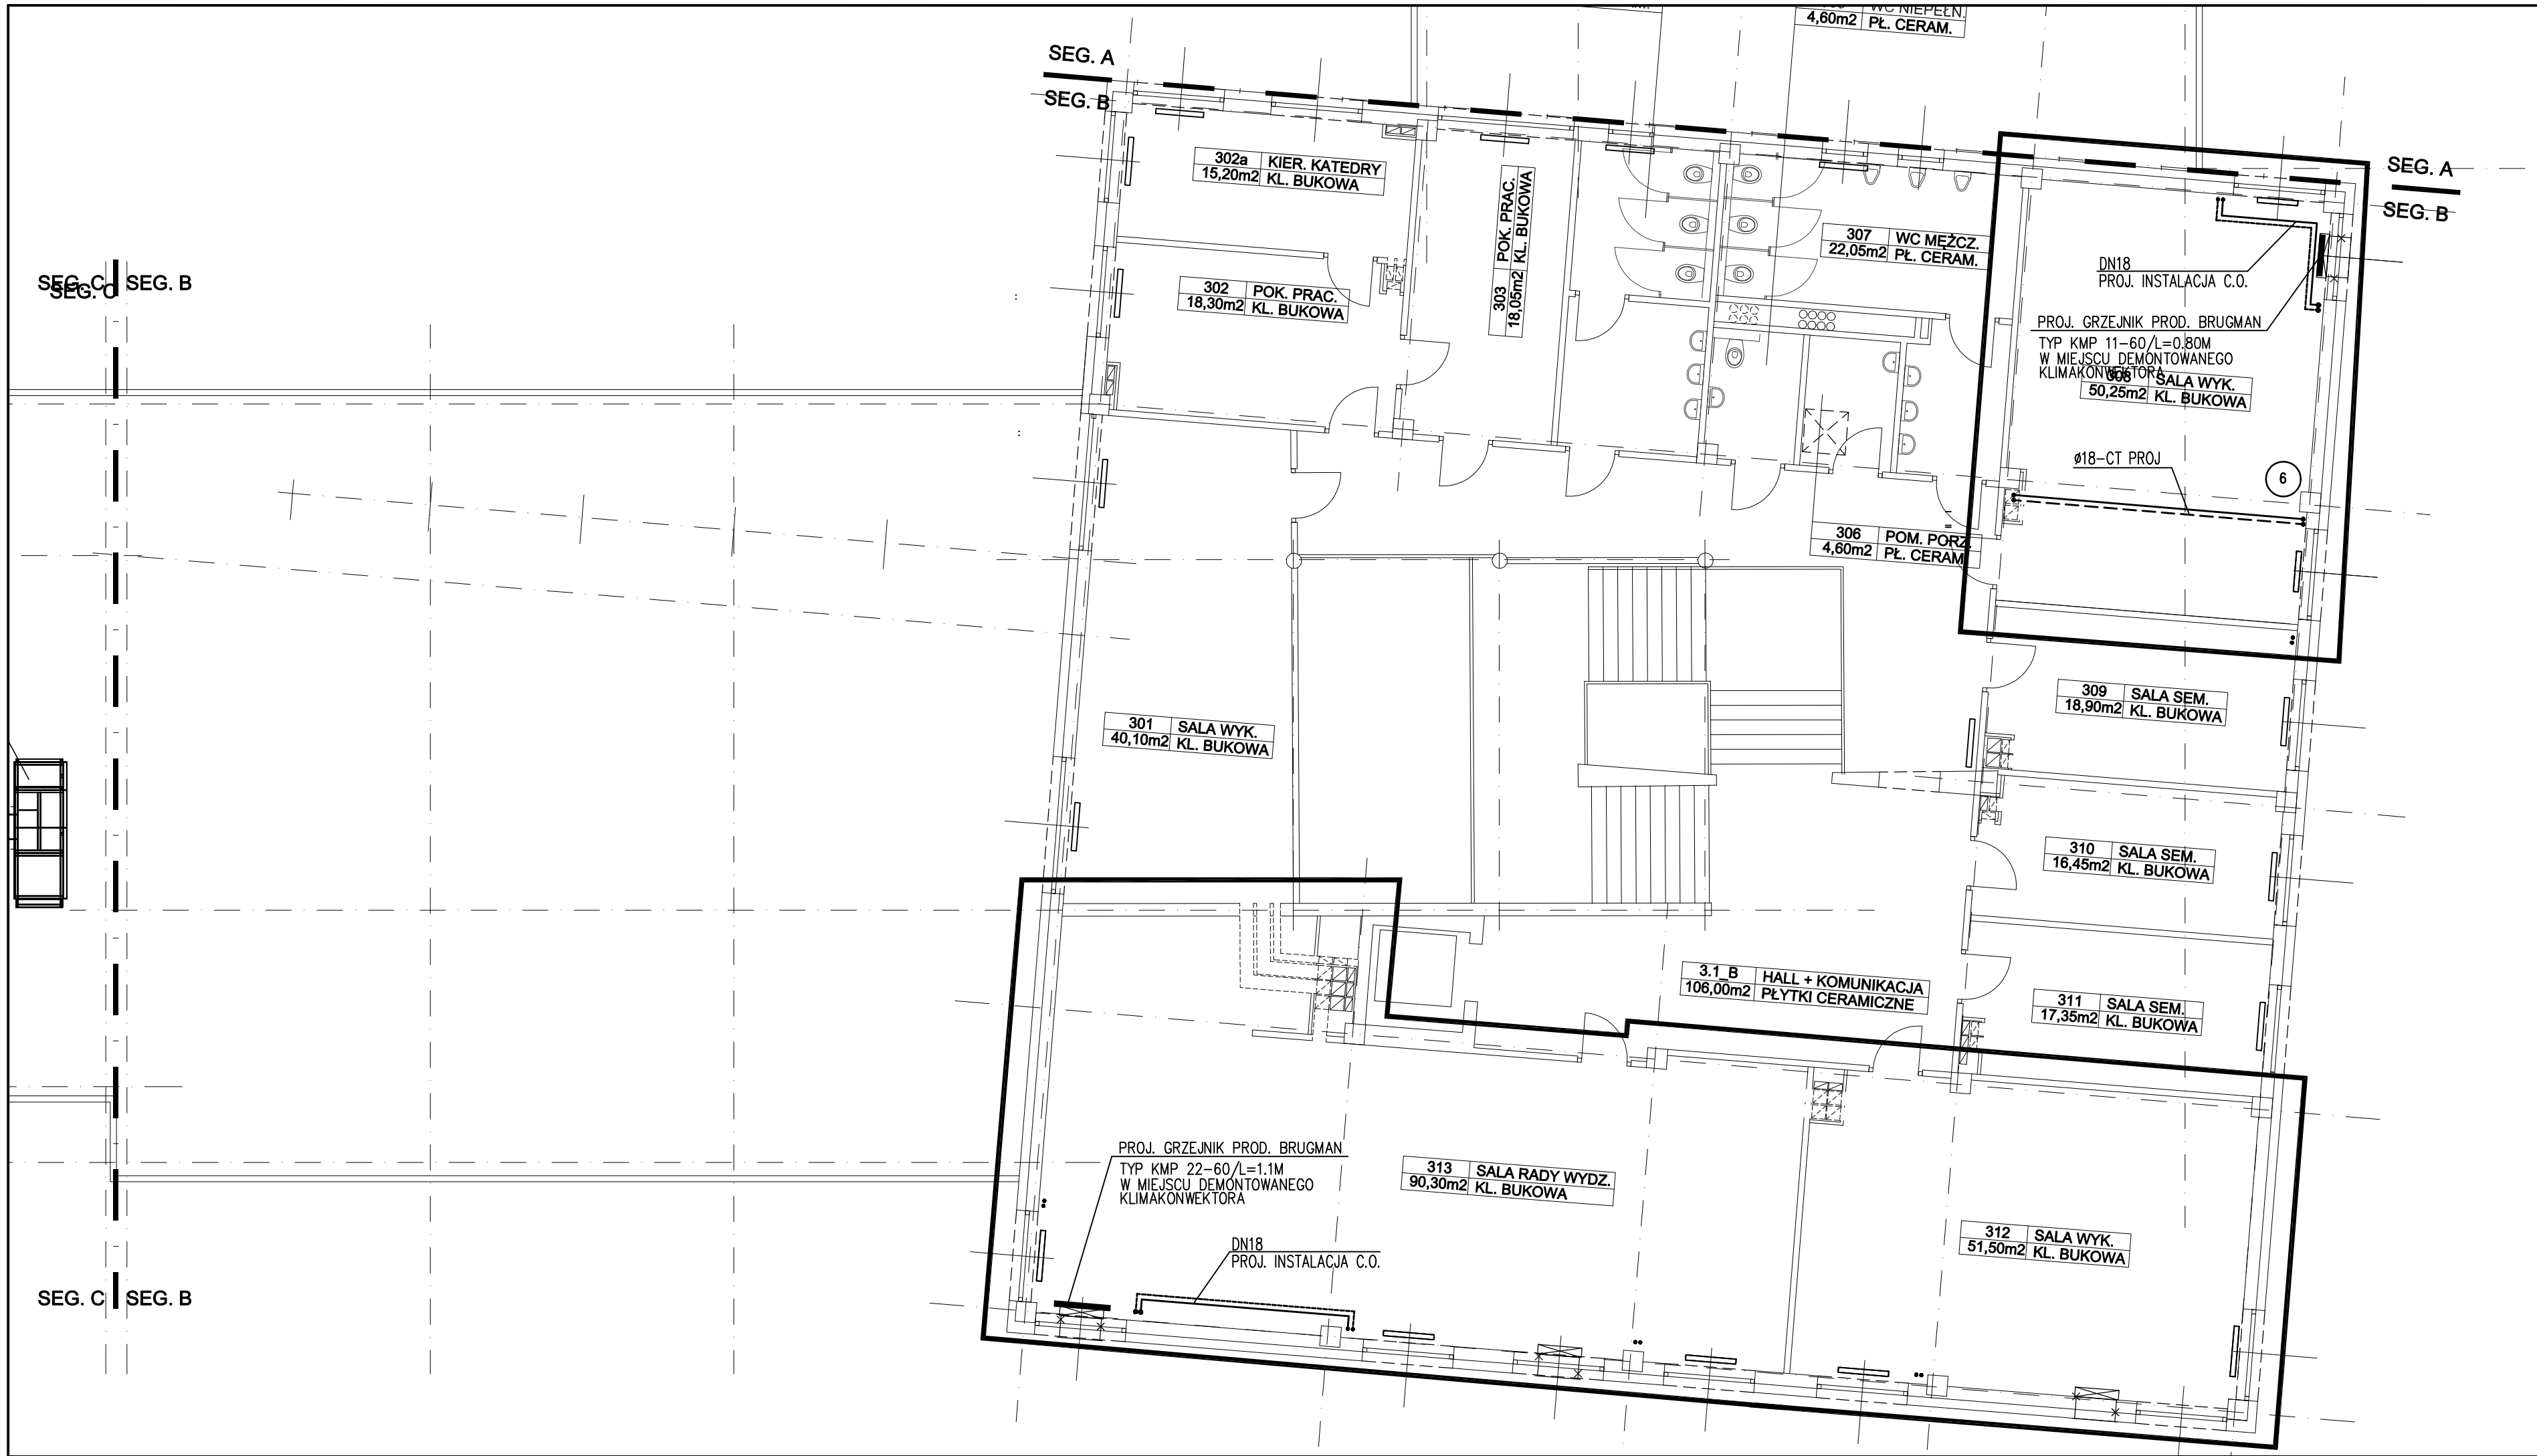 WC NIEPEŁN.
4,60m2 PŁ. CERAM.
SEG. A
SEG. B
SEG. A
SEG. B
302a KIER. KATEDRY
15,20m2 KL. BUKOWA
302 POK. PRAC.
18,30m2 KL. BUKOWA
303 POK. PRAC.
18,05m2 KL. BUKOWA
307 WC MĘŻCZ.
22,05m2 PŁ. CERAM.
DN18
PROJ. INSTALACJA C.O.
PROJ. GRZEJNIK PROD. BRUGMAN
TYP KMP 11-60/L=0.80M
W MIEJSCU DEMONTOWANEGO
KLIMAKONWEKTORA
308 SALA WYK.
50,25m2 KL. BUKOWA
ø18-CT PROJ
6
SEG. C SEG. B
SEG. C
306 POM. PORZ.
4,60m2 PŁ. CERAM.
309 SALA SEM.
18,90m2 KL. BUKOWA
301 SALA WYK.
40,10m2 KL. BUKOWA
310 SALA SEM.
16,45m2 KL. BUKOWA
3.1_B HALL + KOMUNIKACJA
106,00m2 PŁYTKI CERAMICZNE
311 SALA SEM.
17,35m2 KL. BUKOWA
PROJ. GRZEJNIK PROD. BRUGMAN
TYP KMP 22-60/L=1.1M
W MIEJSCU DEMONTOWANEGO
KLIMAKONWEKTORA
313 SALA RADY WYDZ.
90,30m2 KL. BUKOWA
DN18
PROJ. INSTALACJA C.O.
312 SALA WYK.
51,50m2 KL. BUKOWA
SEG. C SEG. B